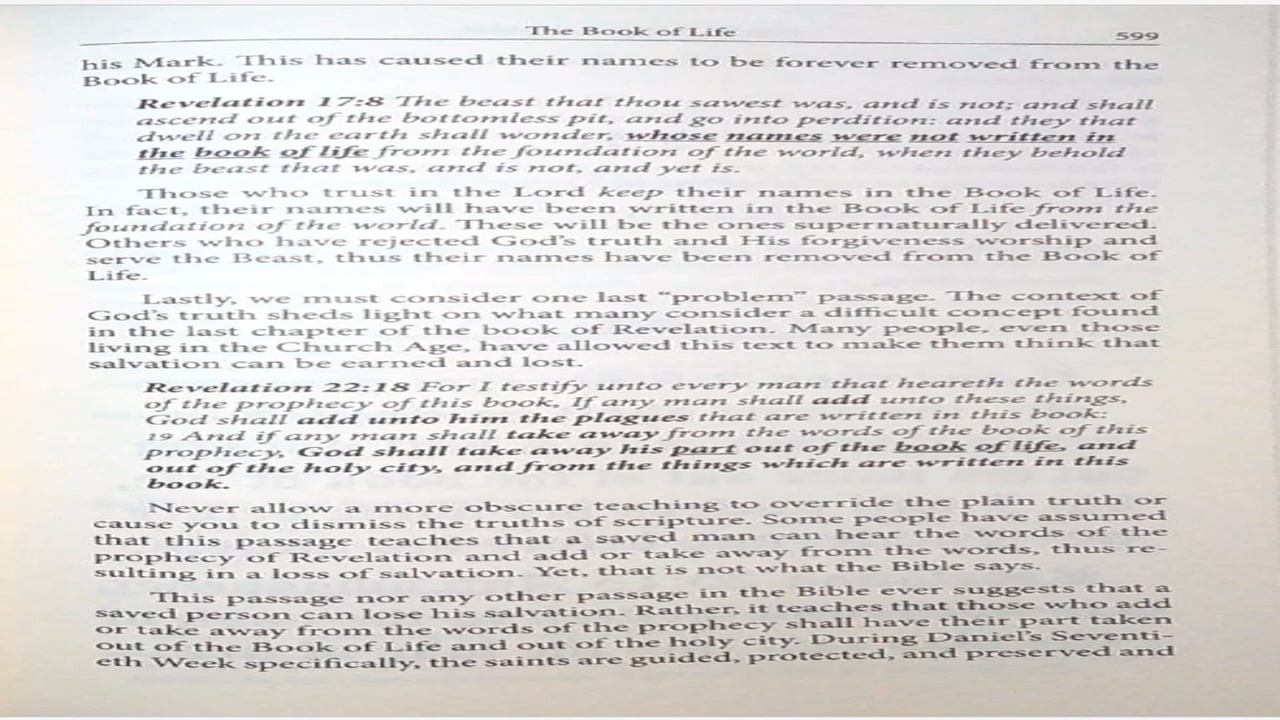 The Book of Life 599
his Mark. This has caused their names to be forever removed from the
Book of Life.
Revelation 17:8 The beast that thou sawest was, and is not; and shall
ascend out of the bottomless pit, and go into perdition: and they that
dwell on the earth shall wonder, whose names were not written in
the book of life from the foundation of the world, when they behold
the beast that was, and is not, and yet is.
Those who trust in the Lord keep their names in the Book of Life.
In fact, their names will have been written in the Book of Life from the
foundation of the world. These will be the ones supernaturally delivered.
Others who have rejected God's truth and His forgiveness worship and
serve the Beast, thus their names have been removed from the Book of
Life.
Lastly, we must consider one last “problem” passage. The context of
God's truth sheds light on what many consider a difficult concept found
in the last chapter of the book of Revelation. Many people, even those
living in the Church Age, have allowed this text to make them think that
salvation can be earned and lost.
Revelation 22:18 For I testify unto every man that heareth the words
of the prophecy of this book, If any man shall add unto these things,
God shall add unto him the plagues that are written in this book:
19 And if any man shall take away from the words of the book of this
prophecy, God shall take away his part out of the book of life, and
out of the holy city, and from the things which are written in this
book.
Never allow a more obscure teaching to override the plain truth or
cause you to dismiss the truths of scripture. Some people have assumed
that this passage teaches that a saved man can hear the words of the
prophecy of Revelation and add or take away from the words, thus re-
sulting in a loss of salvation. Yet, that is not what the Bible says.
This passage nor any other passage in the Bible ever suggests that a
saved person can lose his salvation. Rather, it teaches that those who add
or take away from the words of the prophecy shall have their part taken
out of the Book of Life and out of the holy city. During Daniel's Seventi-
eth Week specifically, the saints are guided, protected, and preserved and